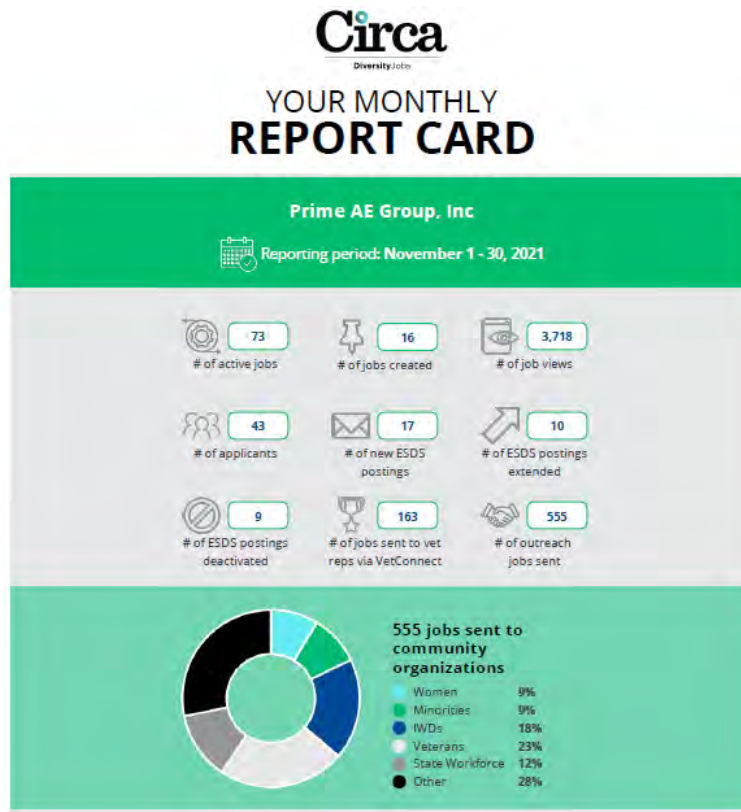 Circa
DiversityJobs
YOUR MONTHLY
REPORT CARD
Prime AE Group, Inc
Reporting period: November 1 - 30, 2021
73
# of active jobs
16
# of jobs created
3,718
# of job views
43
# of applicants
17
# of new ESDS
postings
10
# of ESDS postings
extended
9
# of ESDS postings
deactivated
163
# of jobs sent to vet
reps via VetConnect
555
# of outreach
jobs sent
555 jobs sent to
community
organizations
Women 9%
Minorities 9%
IWDs 18%
Veterans 23%
State Workforce 12%
Other 28%